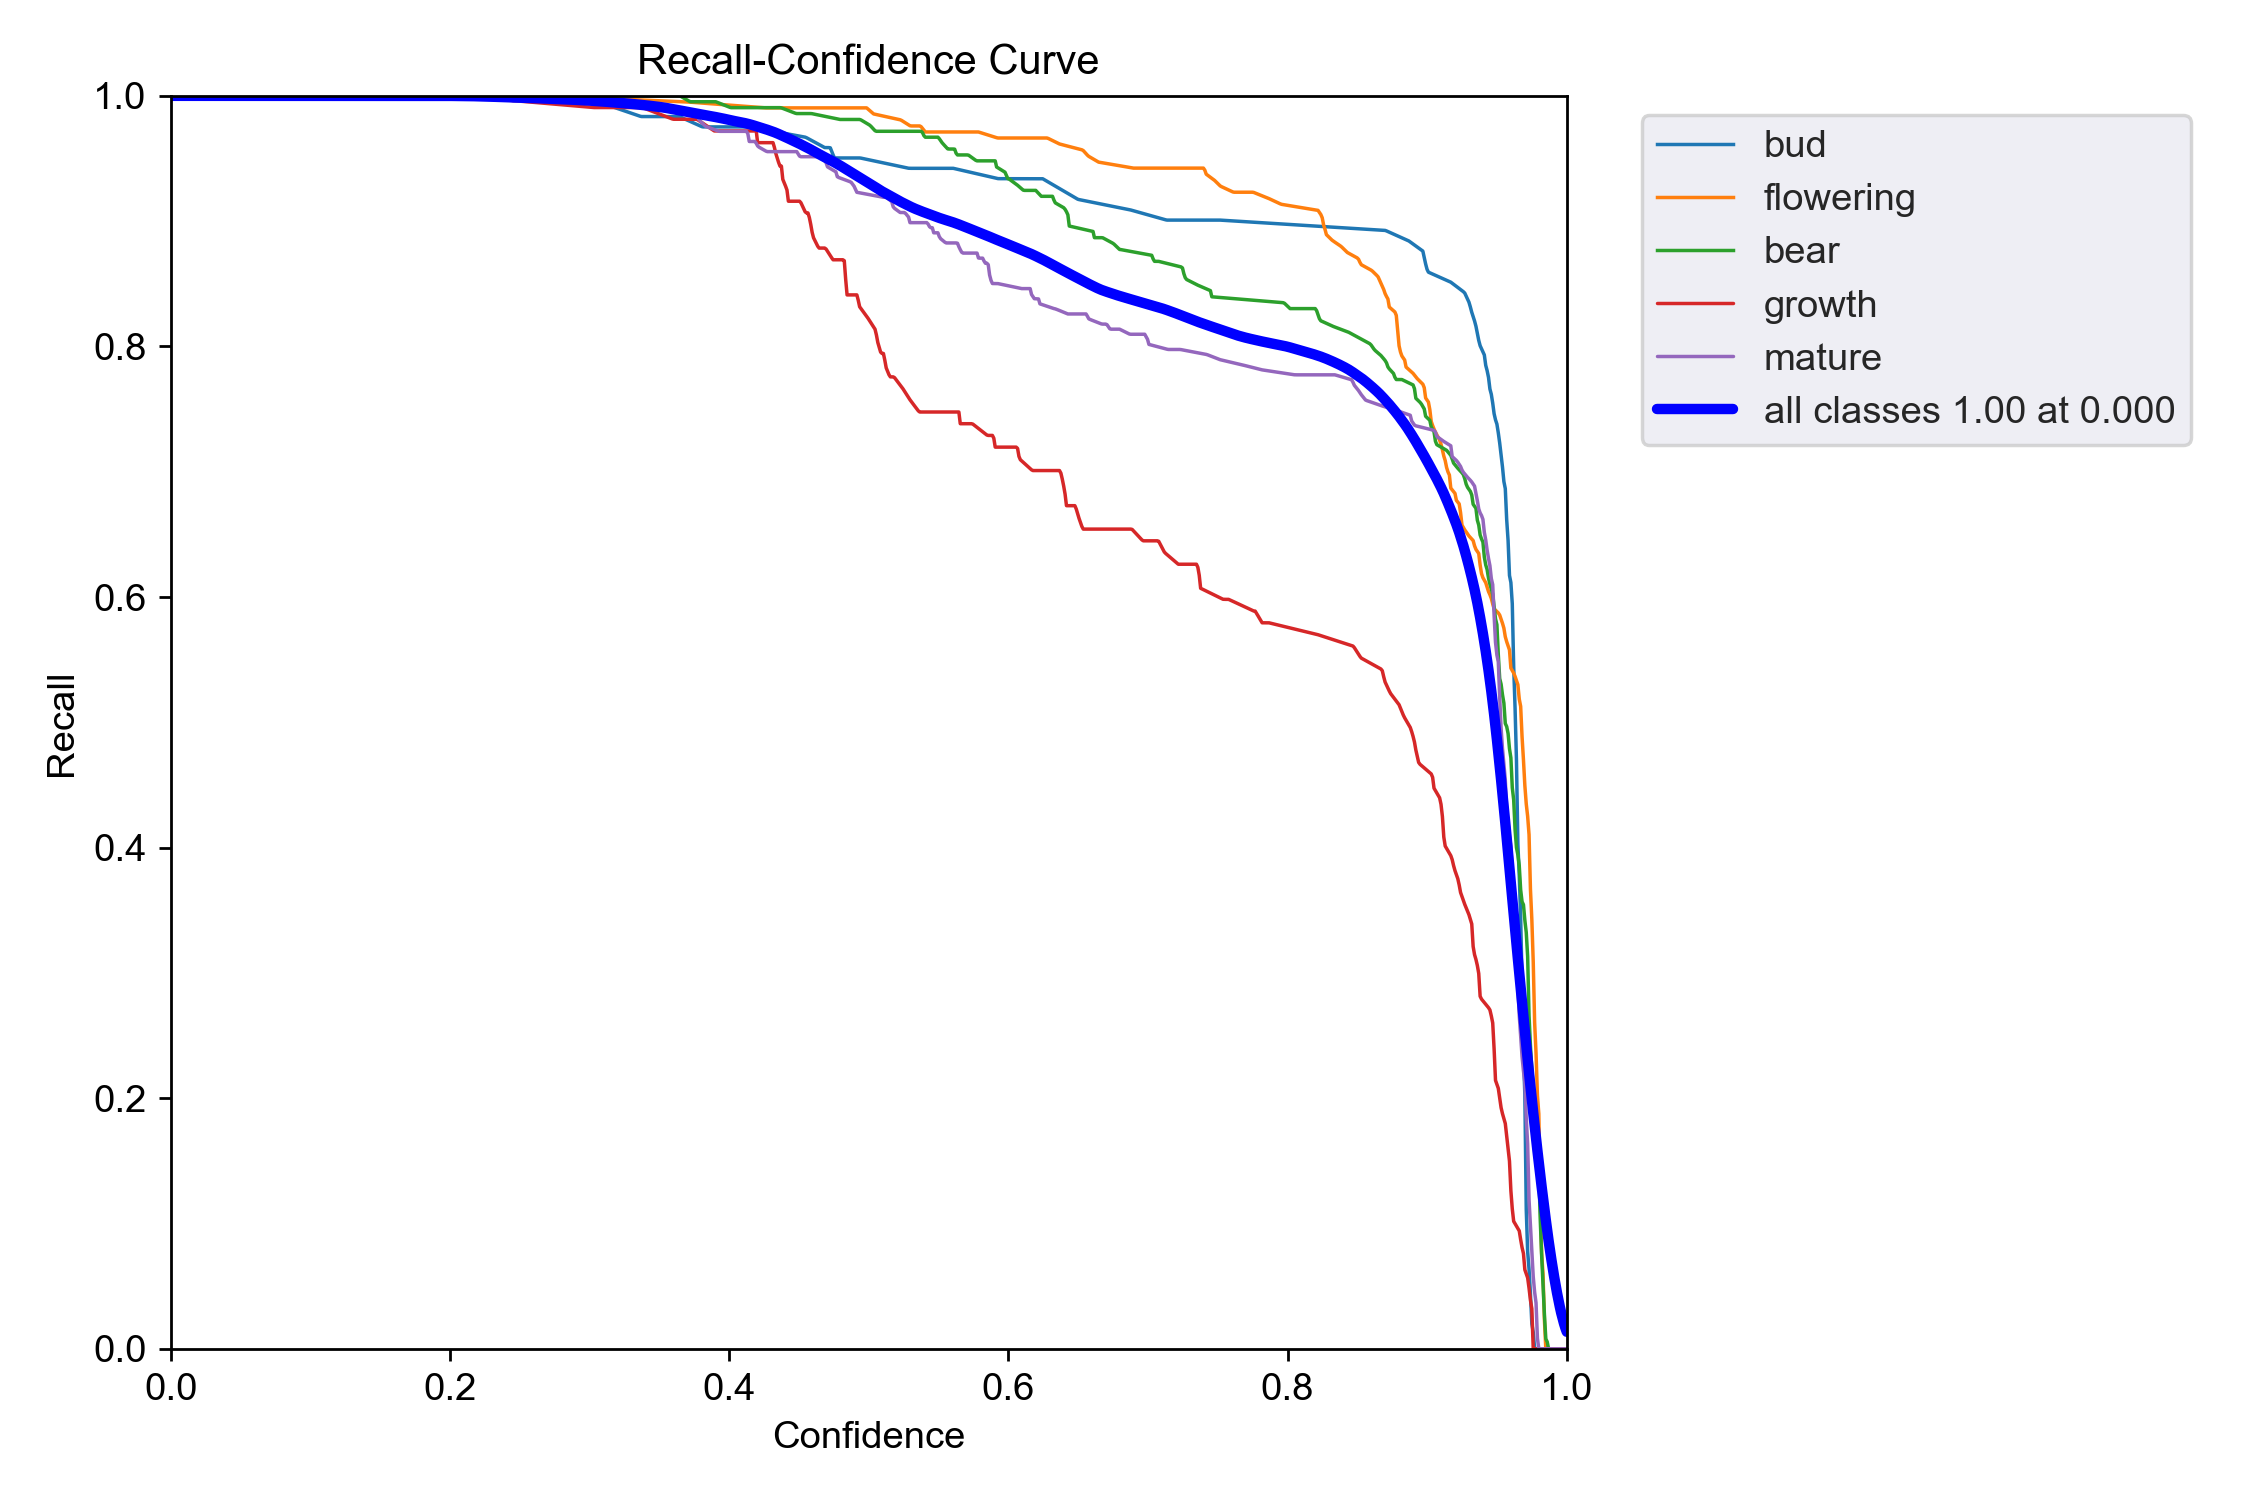 Recall-Confidence Curve
1.0
0.8
0.6
0.4
0.2
0.0
Recall
0.0 0.2 0.4 0.6 0.8 1.0
Confidence
bud
flowering
bear
growth
mature
all classes 1.00 at 0.000